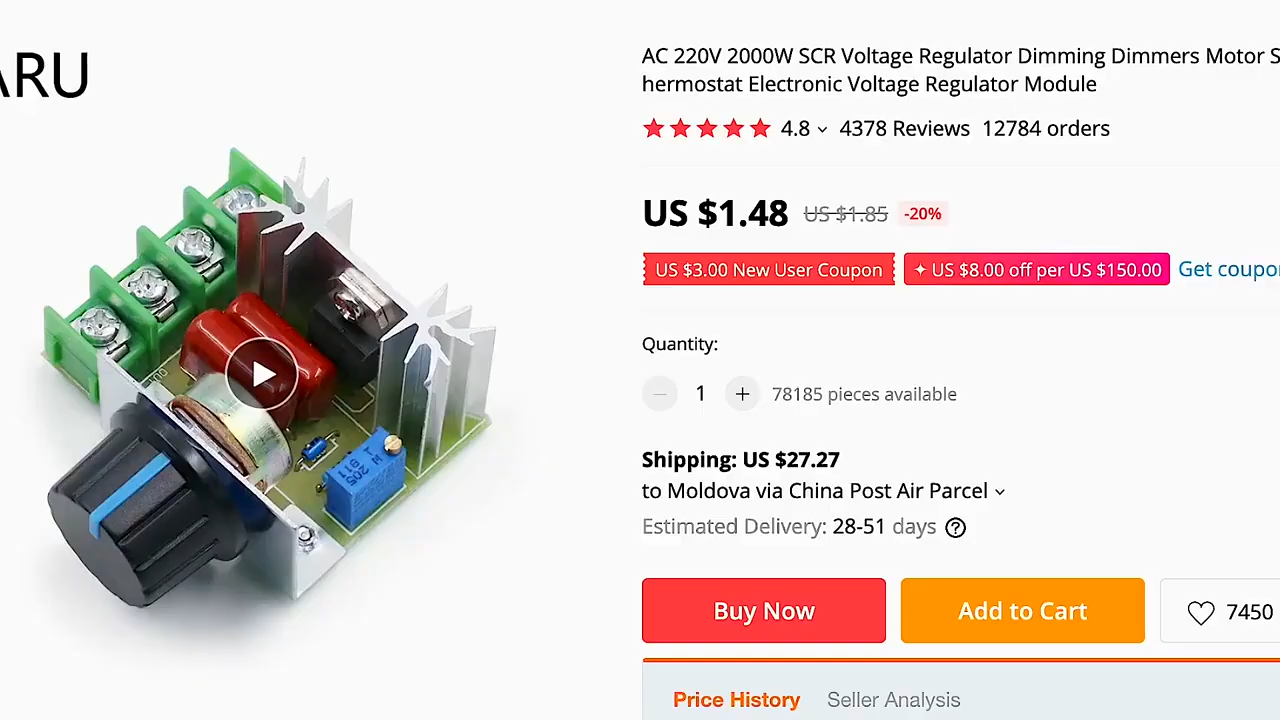 ARU
AC 220V 2000W SCR Voltage Regulator Dimming Dimmers Motor S
hermostat Electronic Voltage Regulator Module
4.8 4378 Reviews 12784 orders
US $1.48 US $1.85 -20%
US $3.00 New User Coupon ✦ US $8.00 off per US $150.00 Get coupo
Quantity:
− 1 + 78185 pieces available
Shipping: US $27.27
to Moldova via China Post Air Parcel
Estimated Delivery: 28-51 days ?
Buy Now Add to Cart 7450
Price History Seller Analysis